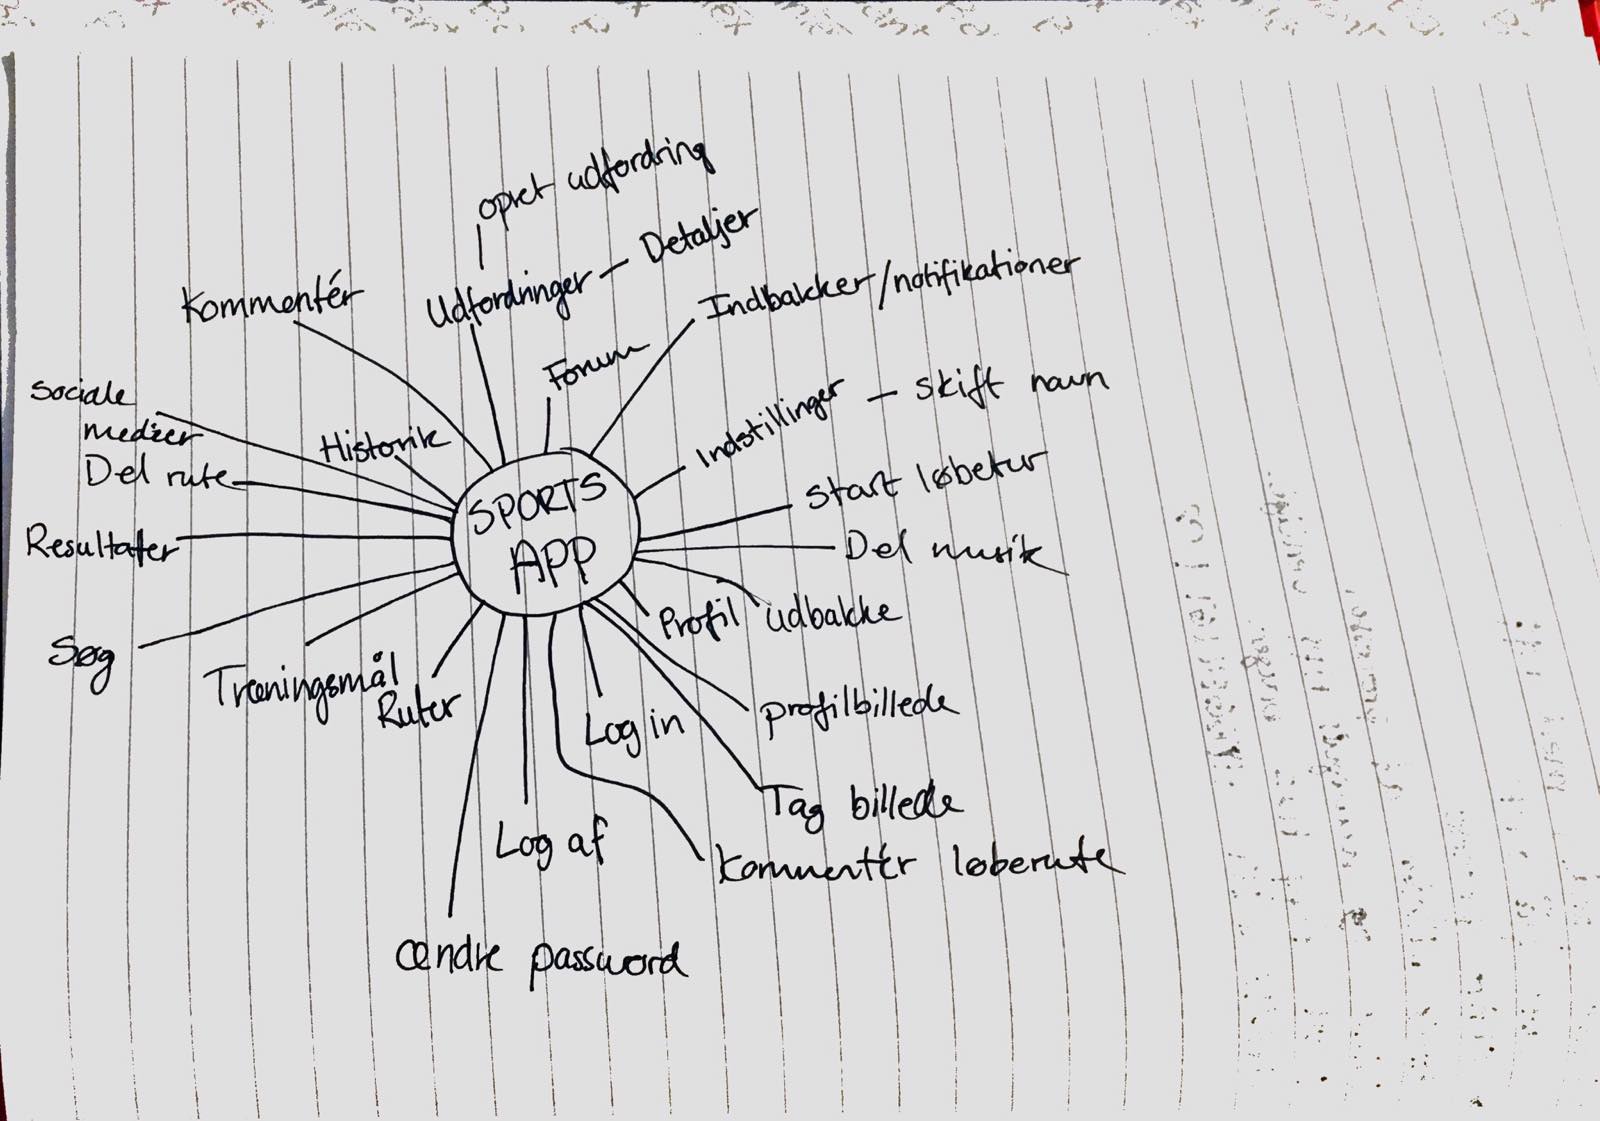 opret udfordring
Udfordringer – Detaljer
Kommentér
Indbakker/notifikationer
Forum
Indstillinger – skift navn
Sociale
medier
Historik
Del rute
SPORTS
APP
Start løbetur
Resultater
Del musik
Profil
udbakke
Søg
Træningsmål
Ruter
Log in
profilbillede
Tag billede
Log af
Kommentér løberute
ændre password